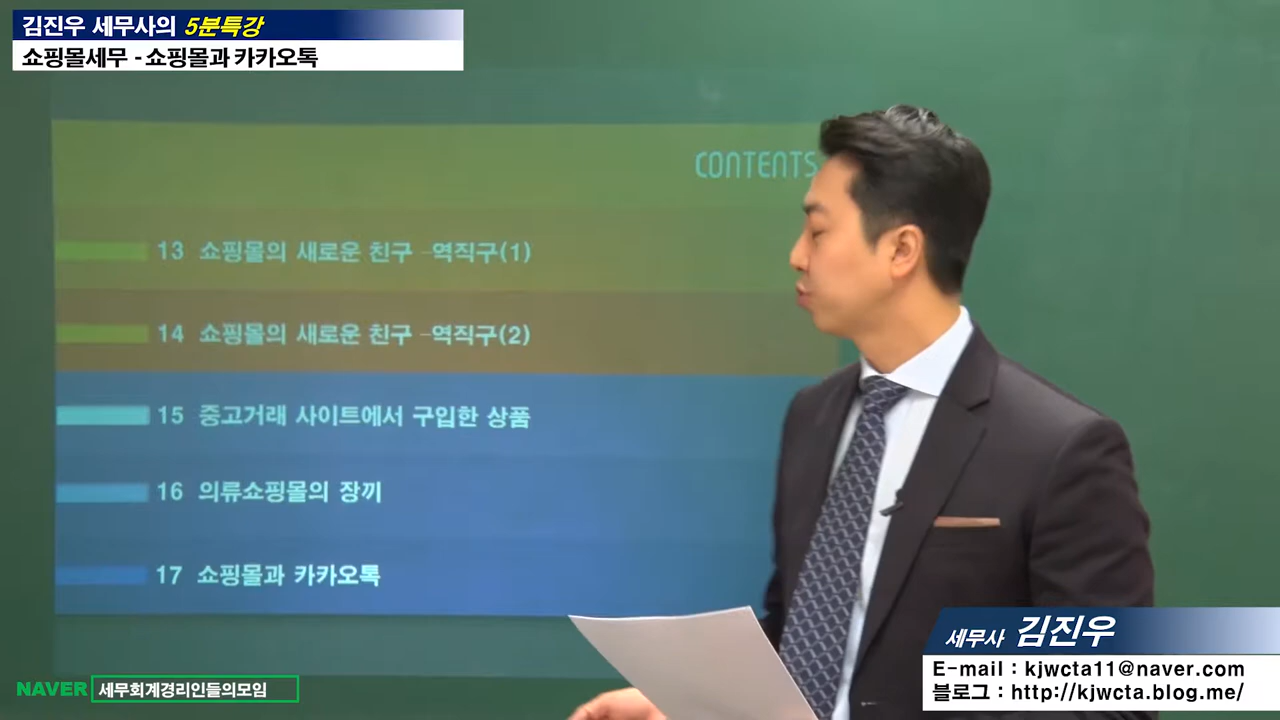 김진우 세무사의 5분특강
쇼핑몰세무 - 쇼핑몰과 카카오톡
CONTENTS
13 쇼핑몰의 새로운 친구 -역직구(1)
14 쇼핑몰의 새로운 친구 -역직구(2)
15 중고거래 사이트에서 구입한 상품
16 의류쇼핑몰의 장끼
17 쇼핑몰과 카카오톡
세무사 김진우
E-mail : kjwcta11@naver.com
블로그 : http://kjwcta.blog.me/
NAVER 세무회계경리인들의모임